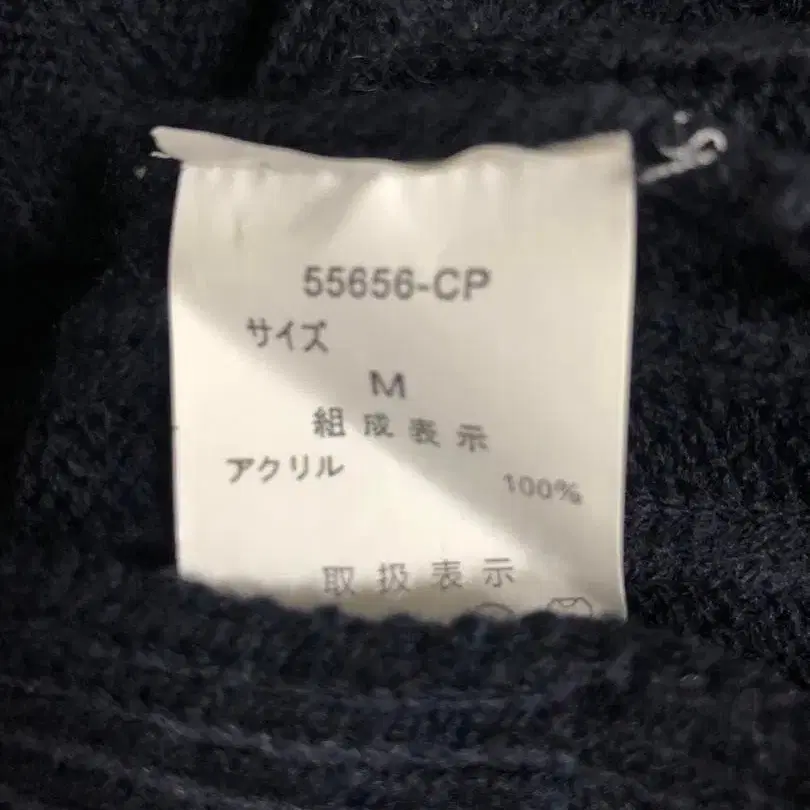 55656-CP
サイズ
M
組成表示
アクリル 100%
取扱表示